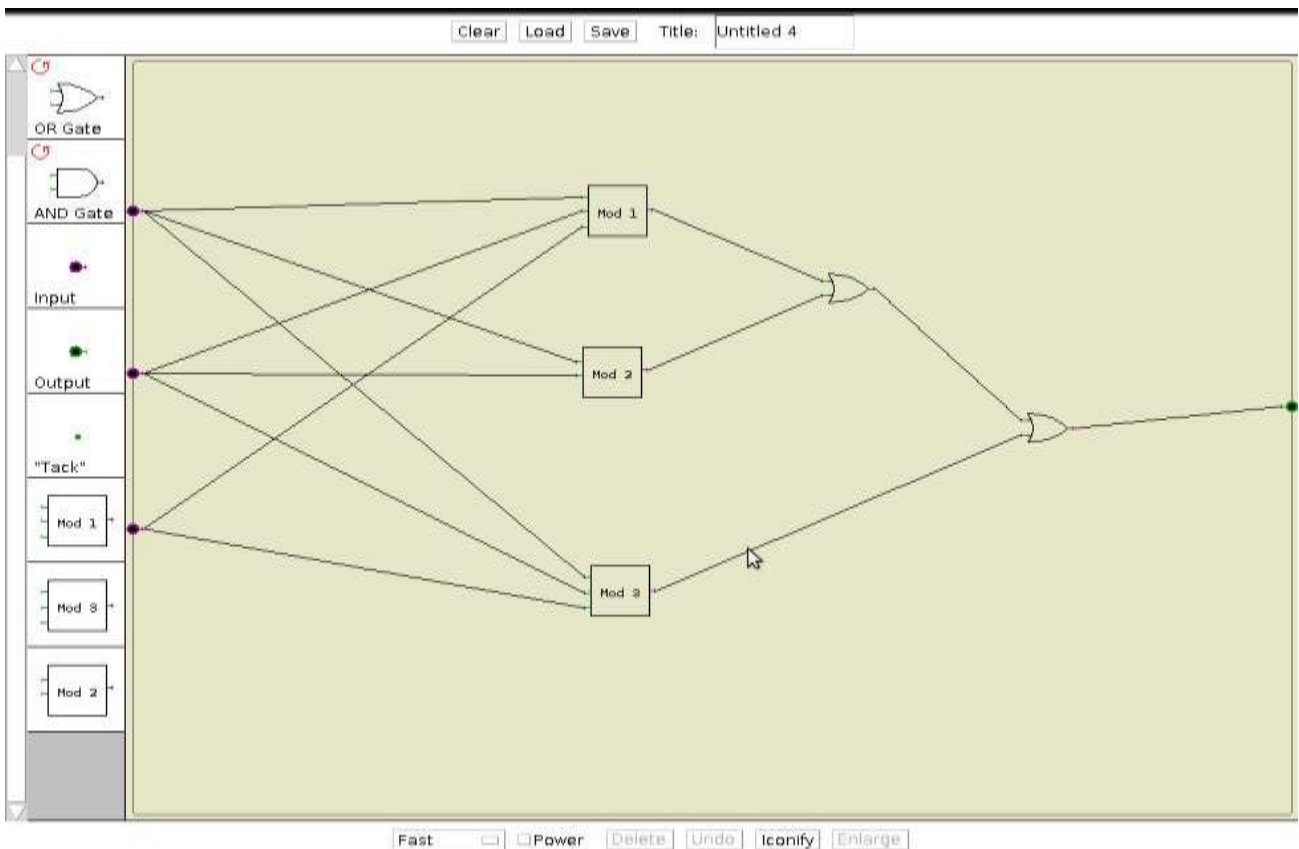 Clear Load Save Title: Untitled 4
OR Gate
AND Gate
Input
Output
"Tack"
Mod 1
Mod 3
Mod 2
Mod 1
Mod 2
Mod 3
Fast Power Delete Undo Iconify Enlarge